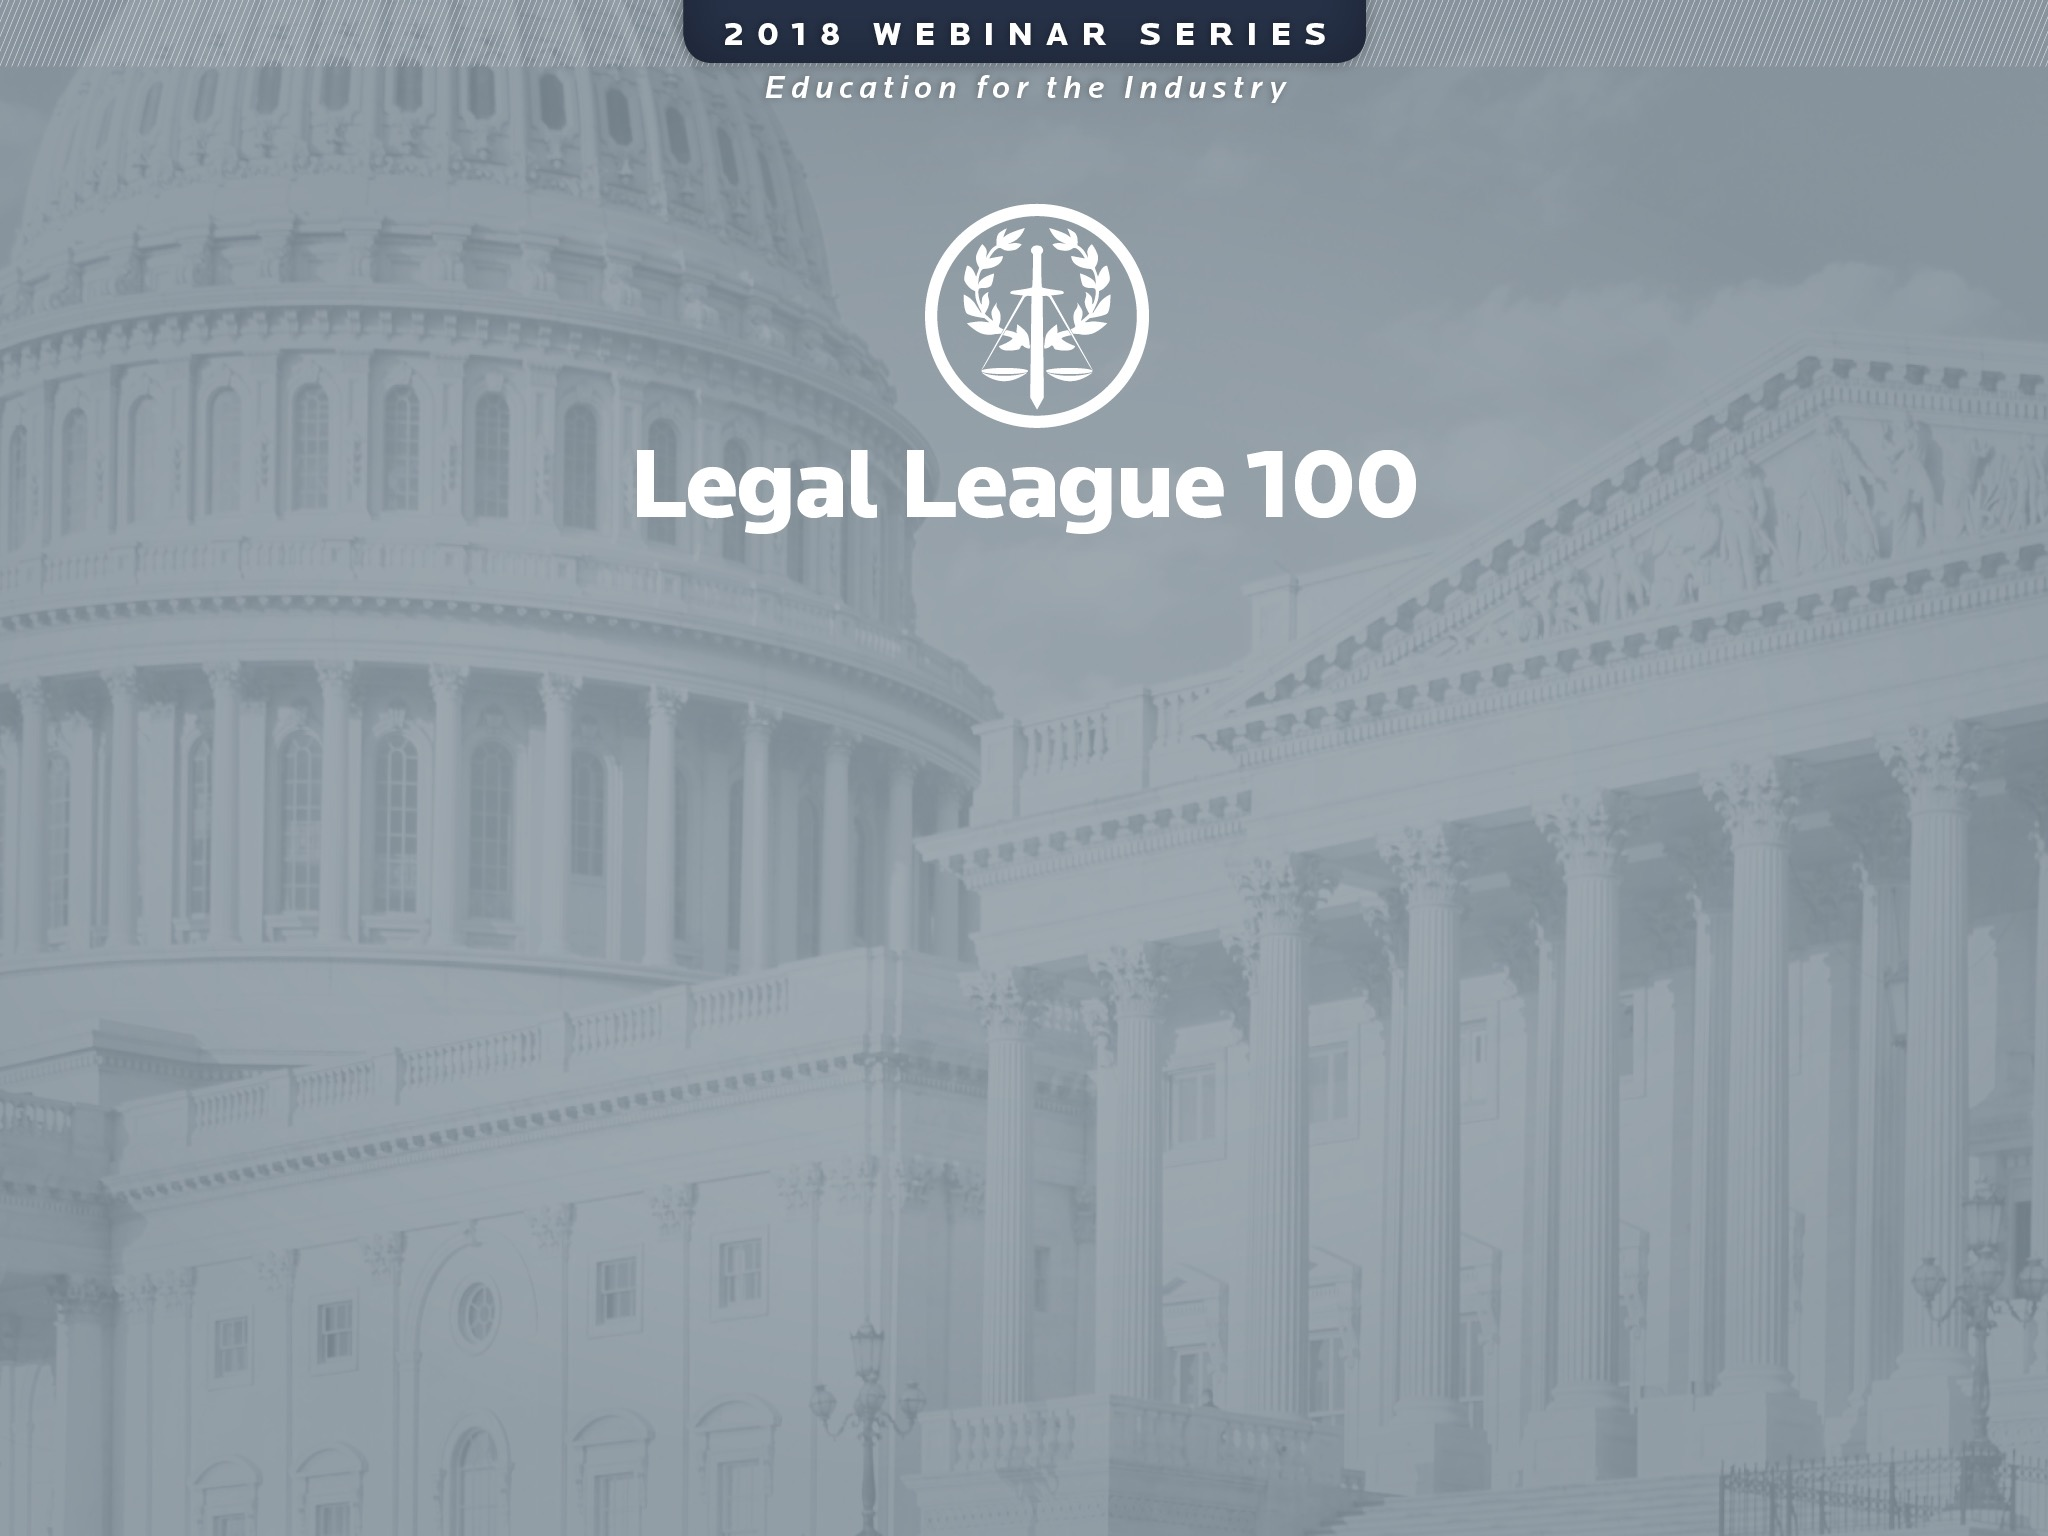 2018 WEBINAR SERIES
Education for the Industry
Legal League 100